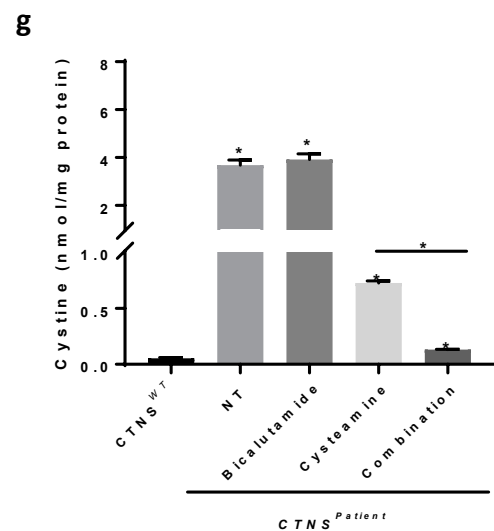 g
Cystine (nmol/mg protein)
8
6
4
2
1.0
0.5
0.0
*
*
*
*
*
CTNS^WT
NT
Bicalutamide
Cysteamine
Combination
CTNS^Patient